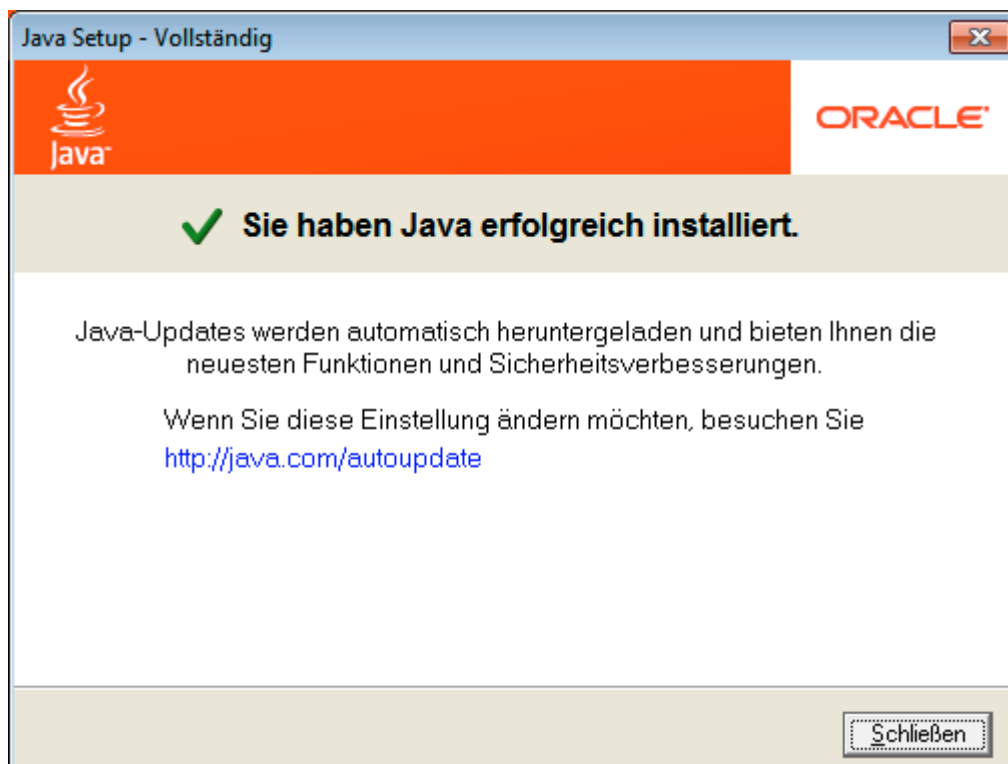 Java Setup - Vollständig
Java™
ORACLE®
Sie haben Java erfolgreich installiert.
Java-Updates werden automatisch heruntergeladen und bieten Ihnen die
neuesten Funktionen und Sicherheitsverbesserungen.
Wenn Sie diese Einstellung ändern möchten, besuchen Sie
http://java.com/autoupdate
Schließen